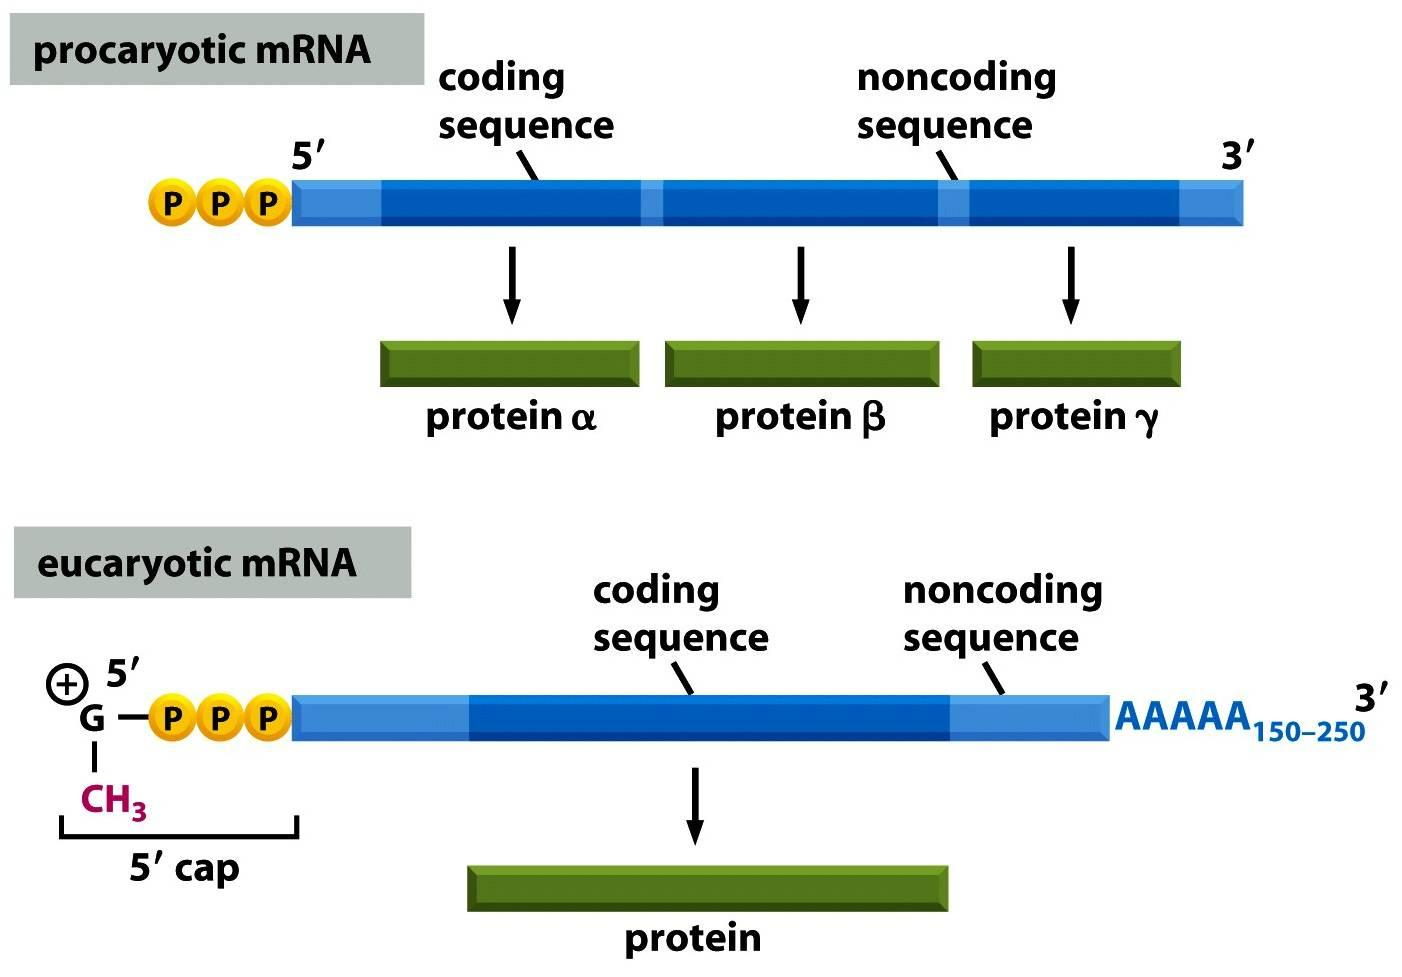 procaryotic mRNA
coding
sequence
noncoding
sequence
5′
3′
P P P
protein α
protein β
protein γ
eucaryotic mRNA
coding
sequence
noncoding
sequence
+
5′
G
P P P
AAAAA150–250
3′
CH3
5′ cap
protein